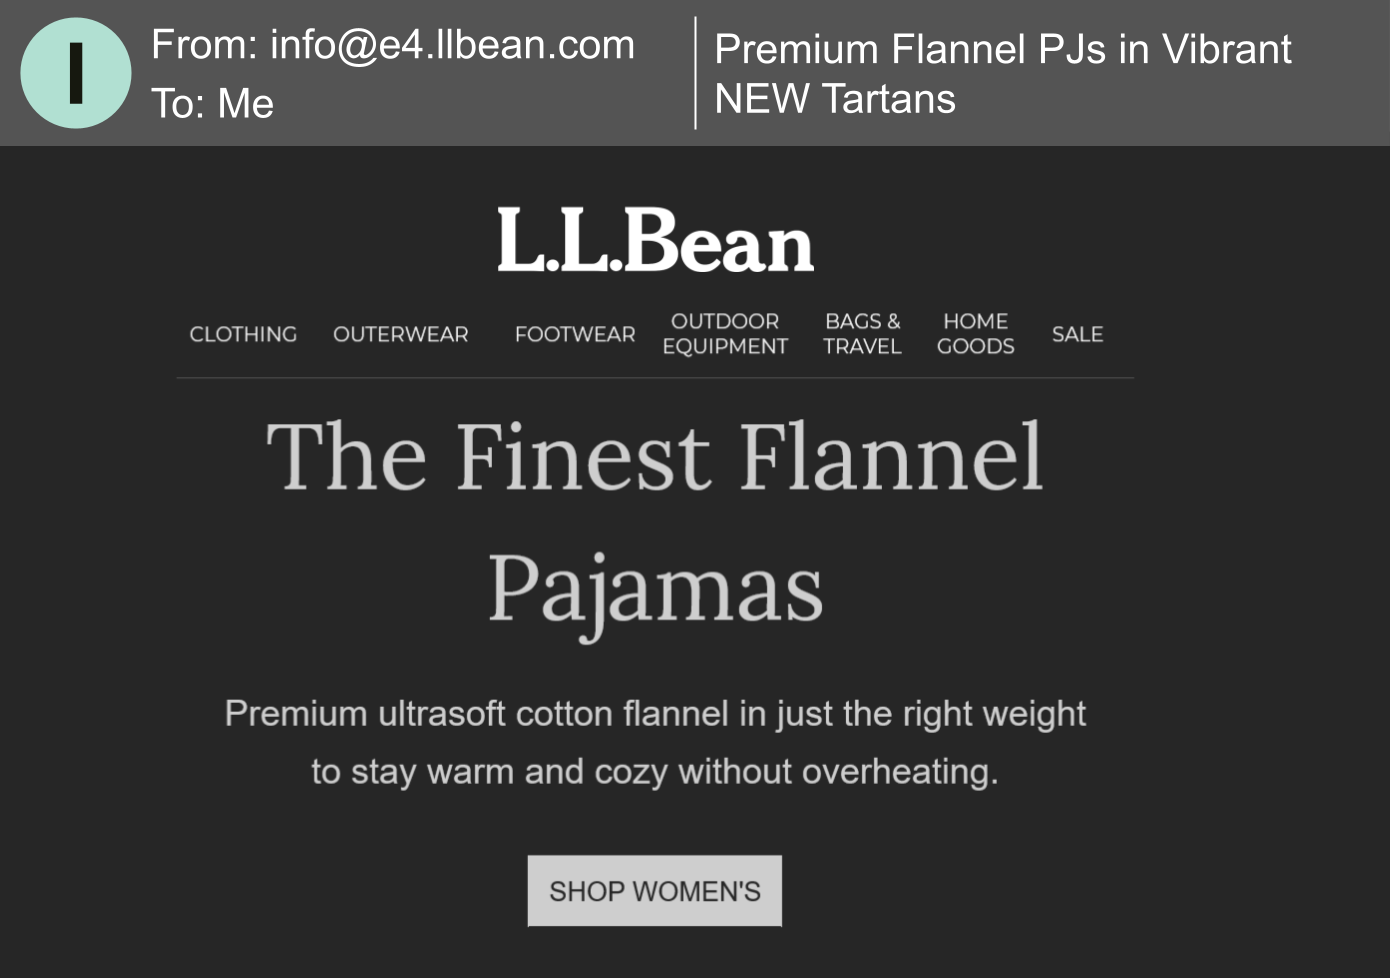 I
From: info@e4.llbean.com
To: Me
Premium Flannel PJs in Vibrant
NEW Tartans
L.L.Bean
CLOTHING
OUTERWEAR
FOOTWEAR
OUTDOOR
EQUIPMENT
BAGS &
TRAVEL
HOME
GOODS
SALE
The Finest Flannel
Pajamas
Premium ultrasoft cotton flannel in just the right weight
to stay warm and cozy without overheating.
SHOP WOMEN'S